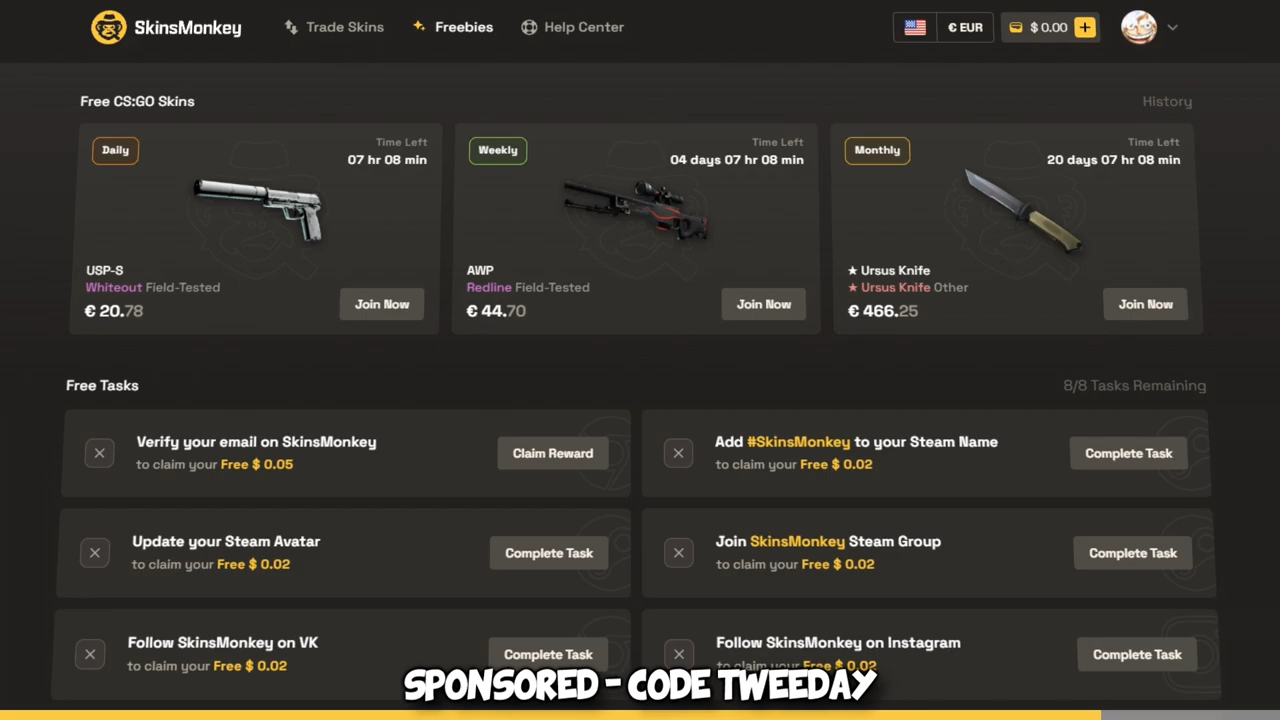 SkinsMonkey
Trade Skins
Freebies
Help Center
€ EUR
$ 0.00
Free CS:GO Skins
History
Daily
Time Left
07 hr 08 min
USP-S
Whiteout Field-Tested
€ 20.78
Join Now
Weekly
Time Left
04 days 07 hr 08 min
AWP
Redline Field-Tested
€ 44.70
Join Now
Monthly
Time Left
20 days 07 hr 08 min
★ Ursus Knife
★ Ursus Knife Other
€ 466.25
Join Now
Free Tasks
8/8 Tasks Remaining
Verify your email on SkinsMonkey
to claim your Free $ 0.05
Claim Reward
Add #SkinsMonkey to your Steam Name
to claim your Free $ 0.02
Complete Task
Update your Steam Avatar
to claim your Free $ 0.02
Complete Task
Join SkinsMonkey Steam Group
to claim your Free $ 0.02
Complete Task
Follow SkinsMonkey on VK
to claim your Free $ 0.02
Complete Task
Follow SkinsMonkey on Instagram
to claim your Free $ 0.02
Complete Task
SPONSORED - CODE TWEEDAY